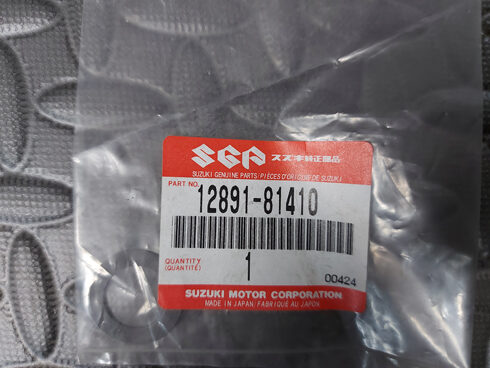 SGP スズキ純正部品
SUZUKI GENUINE PARTS/PIÈCES D'ORIGINE DE SUZUKI
PART NO. 12891-81410
QUANTITY
(QUANTITÉ)
1
00424
SUZUKI MOTOR CORPORATION
MADE IN JAPAN/FABRIQUÉ AU JAPON